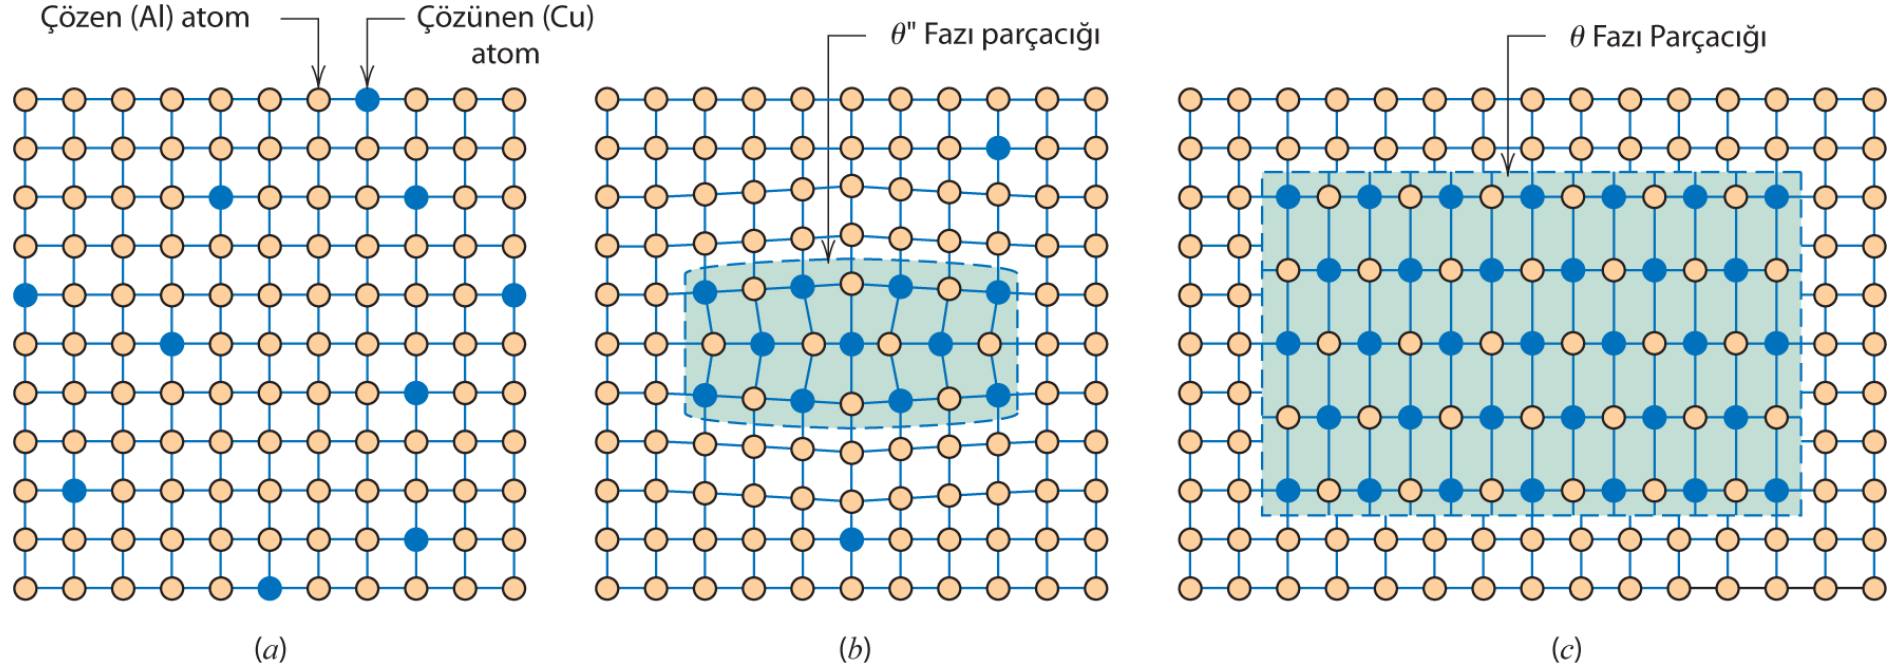 Çözen (Al) atom
Çözünen (Cu)
atom
θ" Fazı parçacığı
θ Fazı Parçacığı
(a)
(b)
(c)